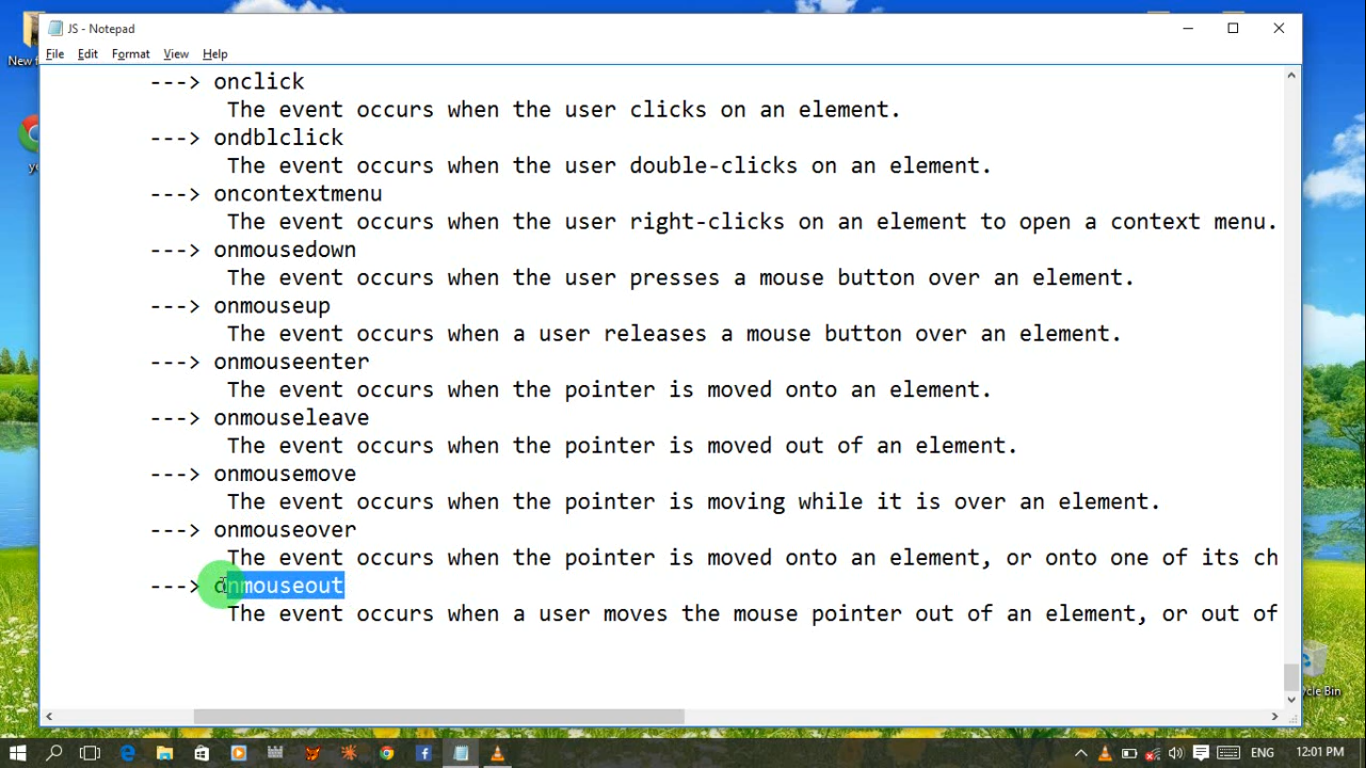 JS - Notepad
File Edit Format View Help
---> onclick
The event occurs when the user clicks on an element.
---> ondblclick
The event occurs when the user double-clicks on an element.
---> oncontextmenu
The event occurs when the user right-clicks on an element to open a context menu.
---> onmousedown
The event occurs when the user presses a mouse button over an element.
---> onmouseup
The event occurs when a user releases a mouse button over an element.
---> onmouseenter
The event occurs when the pointer is moved onto an element.
---> onmouseleave
The event occurs when the pointer is moved out of an element.
---> onmousemove
The event occurs when the pointer is moving while it is over an element.
---> onmouseover
The event occurs when the pointer is moved onto an element, or onto one of its ch
---> onmouseout
The event occurs when a user moves the mouse pointer out of an element, or out of
New
cle Bin
ENG 12:01 PM